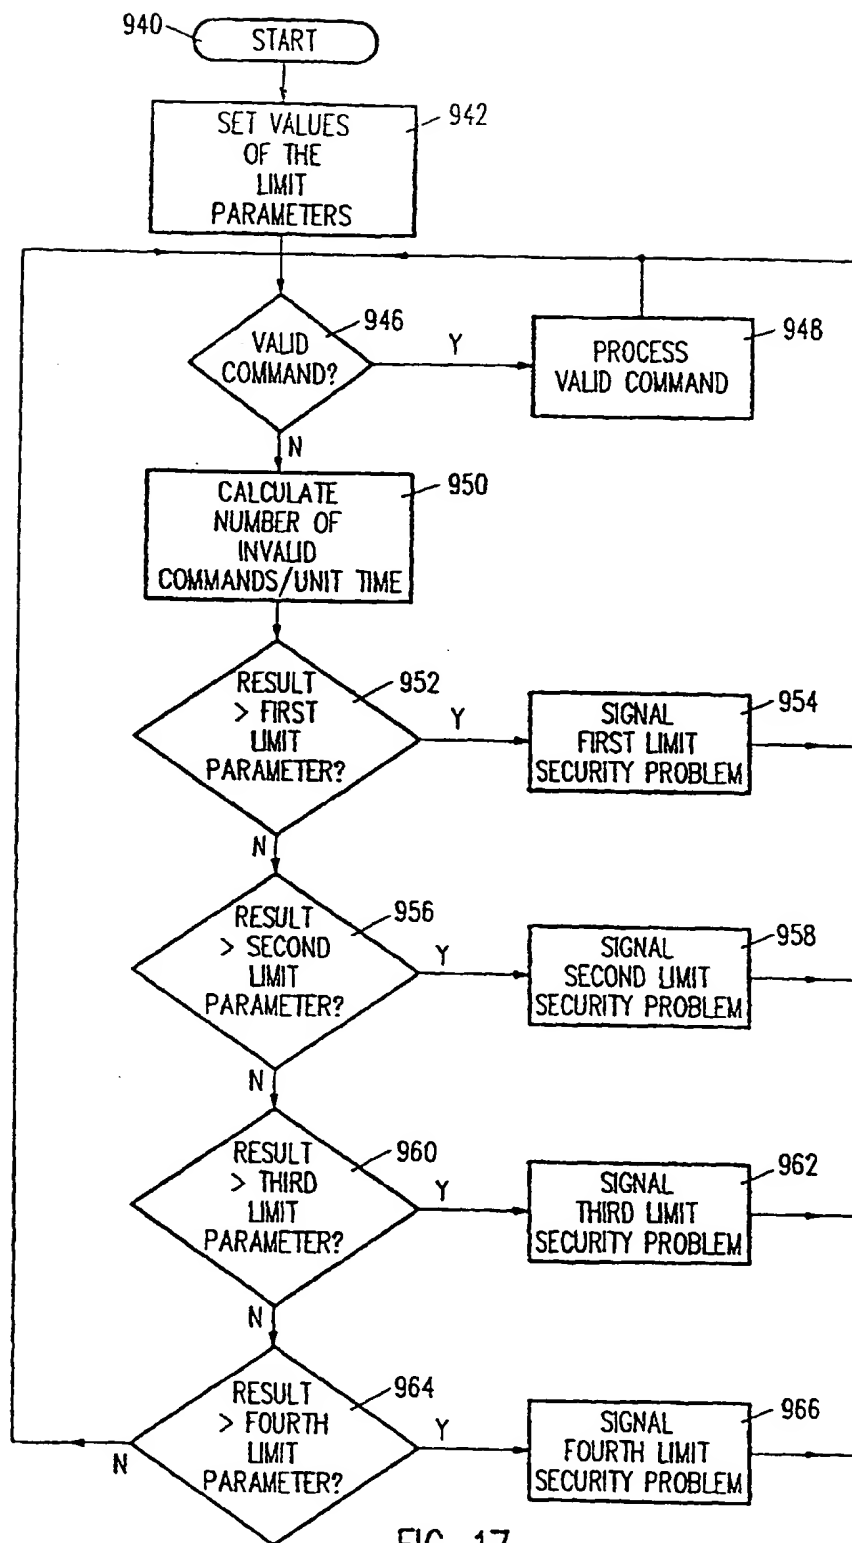 940
START
942
SET VALUES
OF THE
LIMIT
PARAMETERS
946
VALID
COMMAND?
Y
948
PROCESS
VALID COMMAND
N
950
CALCULATE
NUMBER OF
INVALID
COMMANDS/UNIT TIME
952
RESULT
> FIRST
LIMIT
PARAMETER?
Y
954
SIGNAL
FIRST LIMIT
SECURITY PROBLEM
N
956
RESULT
> SECOND
LIMIT
PARAMETER?
Y
958
SIGNAL
SECOND LIMIT
SECURITY PROBLEM
N
960
RESULT
> THIRD
LIMIT
PARAMETER?
Y
962
SIGNAL
THIRD LIMIT
SECURITY PROBLEM
N
964
RESULT
> FOURTH
LIMIT
PARAMETER?
N
Y
966
SIGNAL
FOURTH LIMIT
SECURITY PROBLEM
FIG. 17